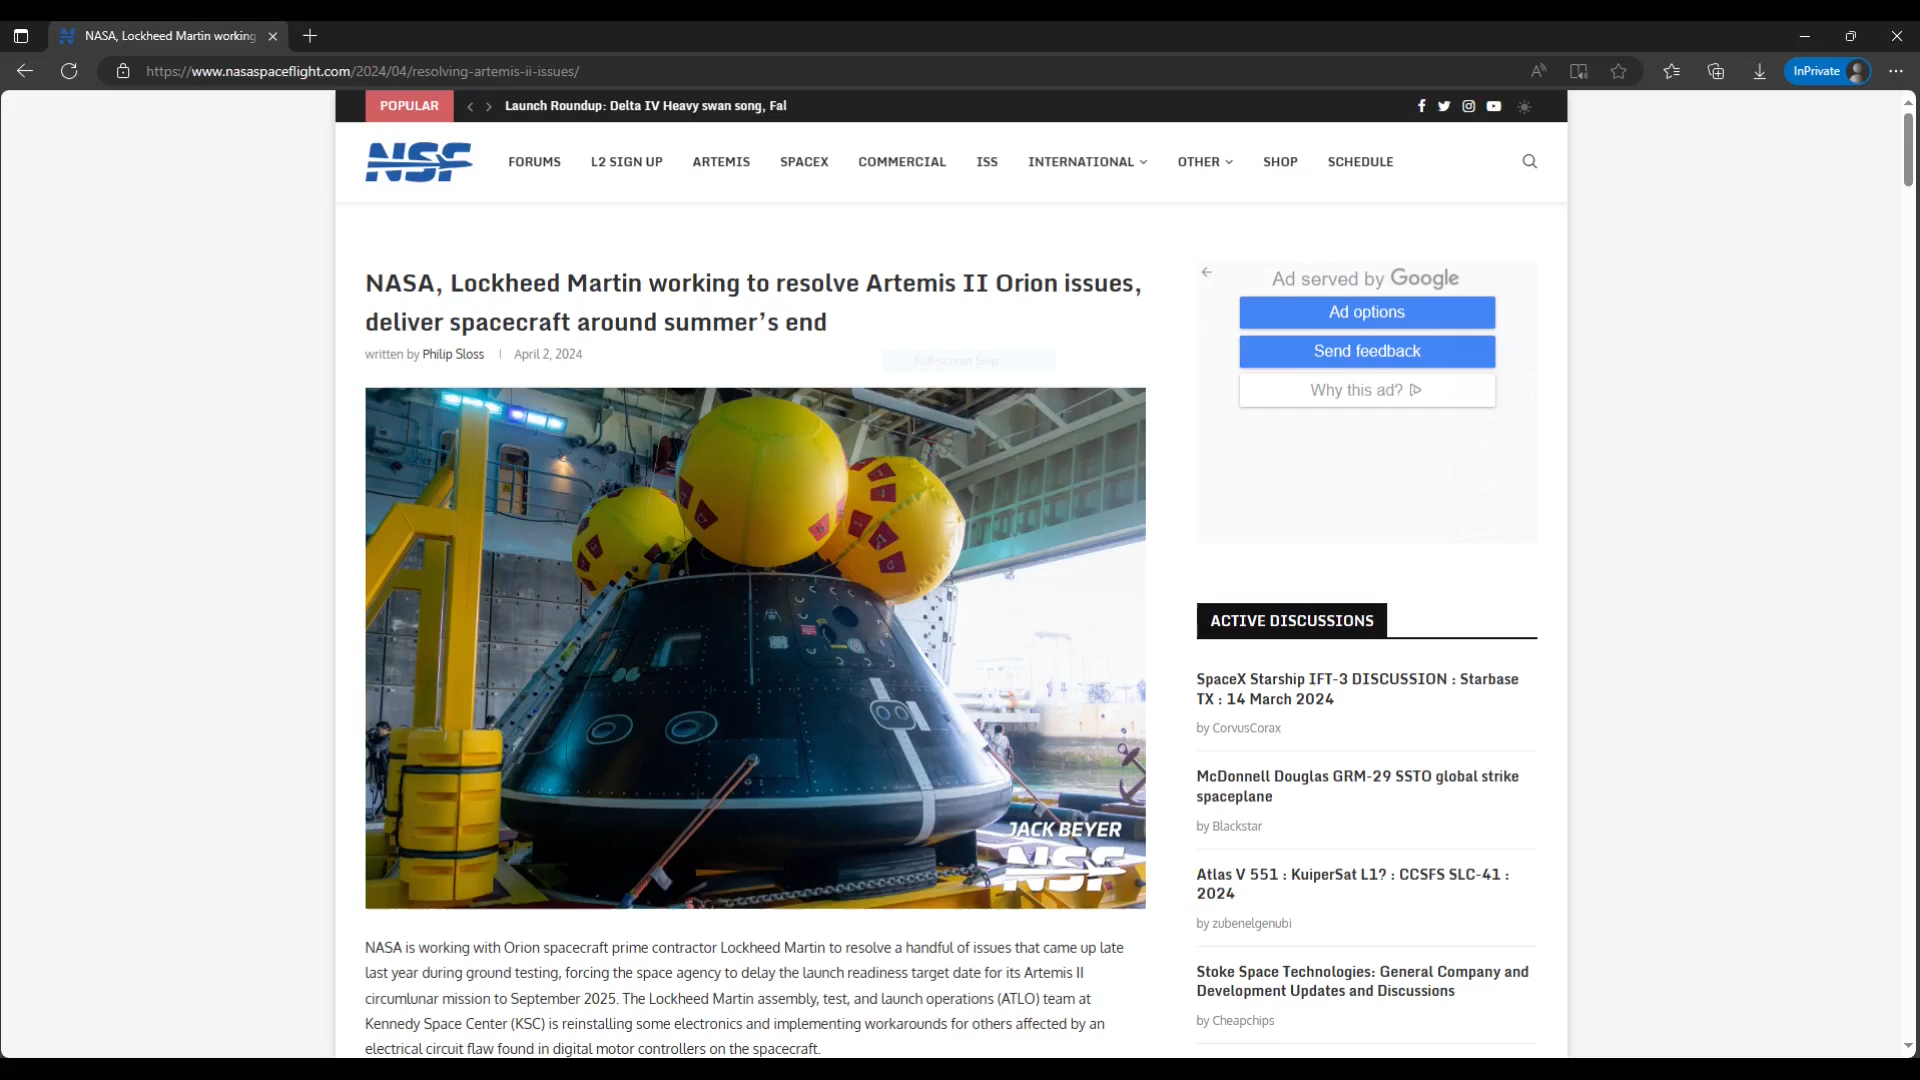 NASA, Lockheed Martin working
https://www.nasaspaceflight.com/2024/04/resolving-artemis-ii-issues/
InPrivate
POPULAR
Launch Roundup: Delta IV Heavy swan song, Fal
NSF
FORUMS
L2 SIGN UP
ARTEMIS
SPACEX
COMMERCIAL
ISS
INTERNATIONAL
OTHER
SHOP
SCHEDULE
NASA, Lockheed Martin working to resolve Artemis II Orion issues,
deliver spacecraft around summer’s end
written by Philip Sloss
April 2, 2024
Full-screen Snip
JACK BEYER
NSF
NASA is working with Orion spacecraft prime contractor Lockheed Martin to resolve a handful of issues that came up late
last year during ground testing, forcing the space agency to delay the launch readiness target date for its Artemis II
circumlunar mission to September 2025. The Lockheed Martin assembly, test, and launch operations (ATLO) team at
Kennedy Space Center (KSC) is reinstalling some electronics and implementing workarounds for others affected by an
electrical circuit flaw found in digital motor controllers on the spacecraft.
Ad served by Google
Ad options
Send feedback
Why this ad?
ACTIVE DISCUSSIONS
SpaceX Starship IFT-3 DISCUSSION : Starbase
TX : 14 March 2024
by CorvusCorax
McDonnell Douglas GRM-29 SSTO global strike
spaceplane
by Blackstar
Atlas V 551 : KuiperSat L1? : CCSFS SLC-41 :
2024
by zubenelgenubi
Stoke Space Technologies: General Company and
Development Updates and Discussions
by Cheapchips